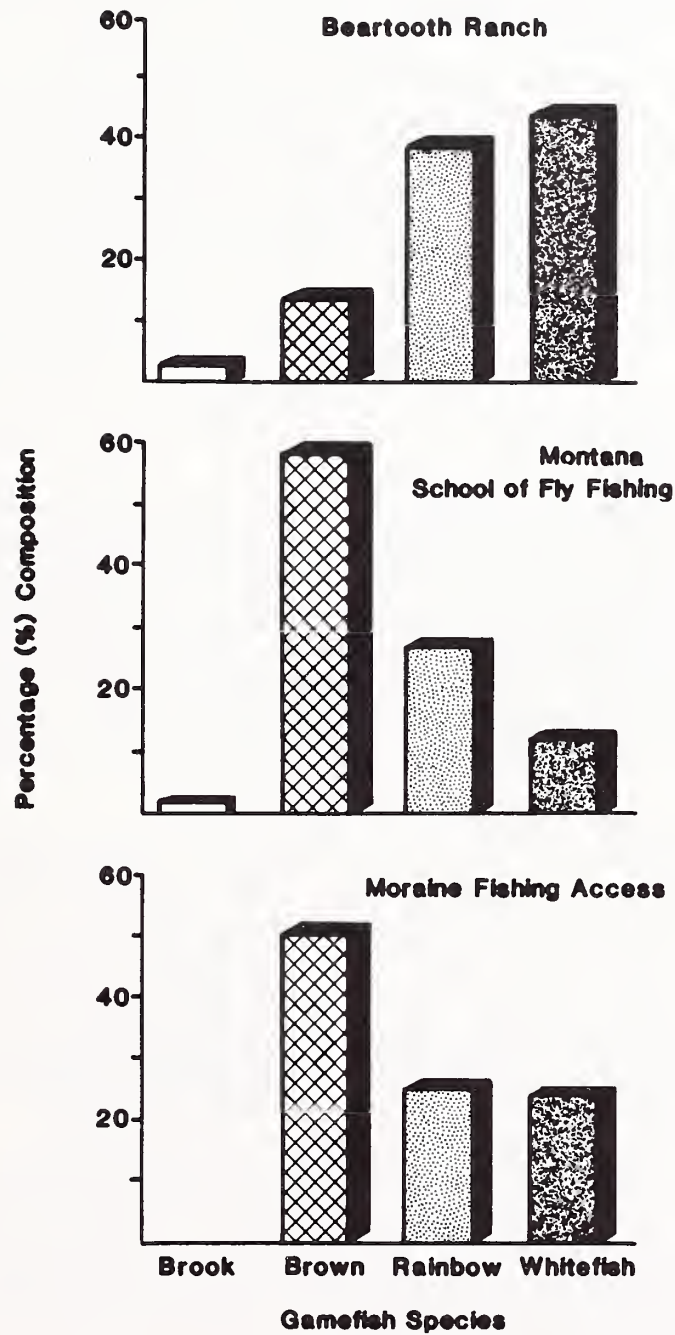 Beartooth Ranch
60
40
20
Montana
School of Fly Fishing
60
40
20
Percentage (%) Composition
Moraine Fishing Access
60
40
20
Brook Brown Rainbow Whitefish
Gamefish Species